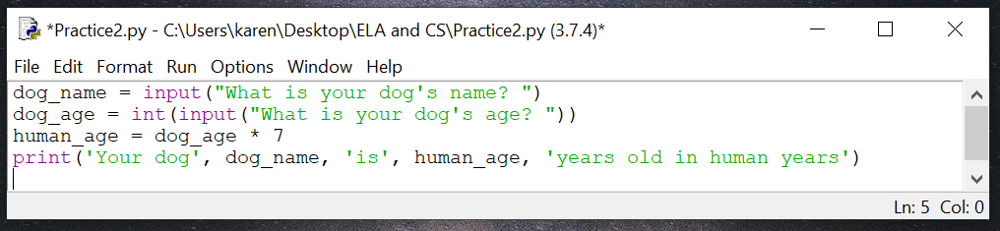 *Practice2.py - C:\Users\karen\Desktop\ELA and CS\Practice2.py (3.7.4)*
File Edit Format Run Options Window Help
dog_name = input("What is your dog's name? ")
dog_age = int(input("What is your dog's age? "))
human_age = dog_age * 7
print('Your dog', dog_name, 'is', human_age, 'years old in human years')
Ln: 5 Col: 0